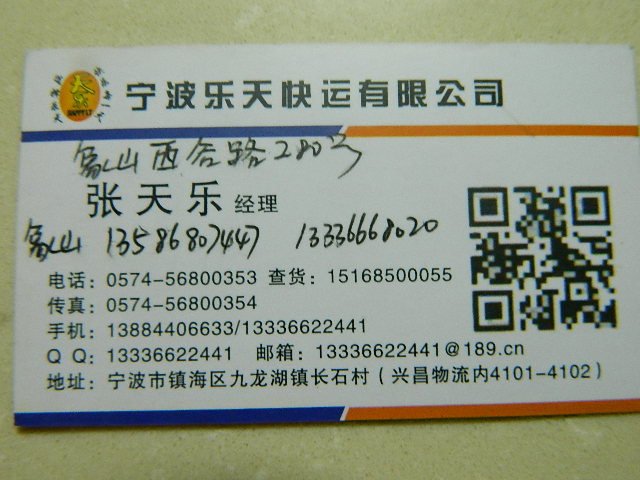 宁波乐天快运有限公司
象山西谷路280号
张天乐 经理
象山 13586807447 13336668020
电话：0574-56800353 查货：15168500055
传真：0574-56800354
手机：13884406633/13336622441
Q Q：13336622441 邮箱：13336622441@189.cn
地址：宁波市镇海区九龙湖镇长石村（兴昌物流内4101-4102）